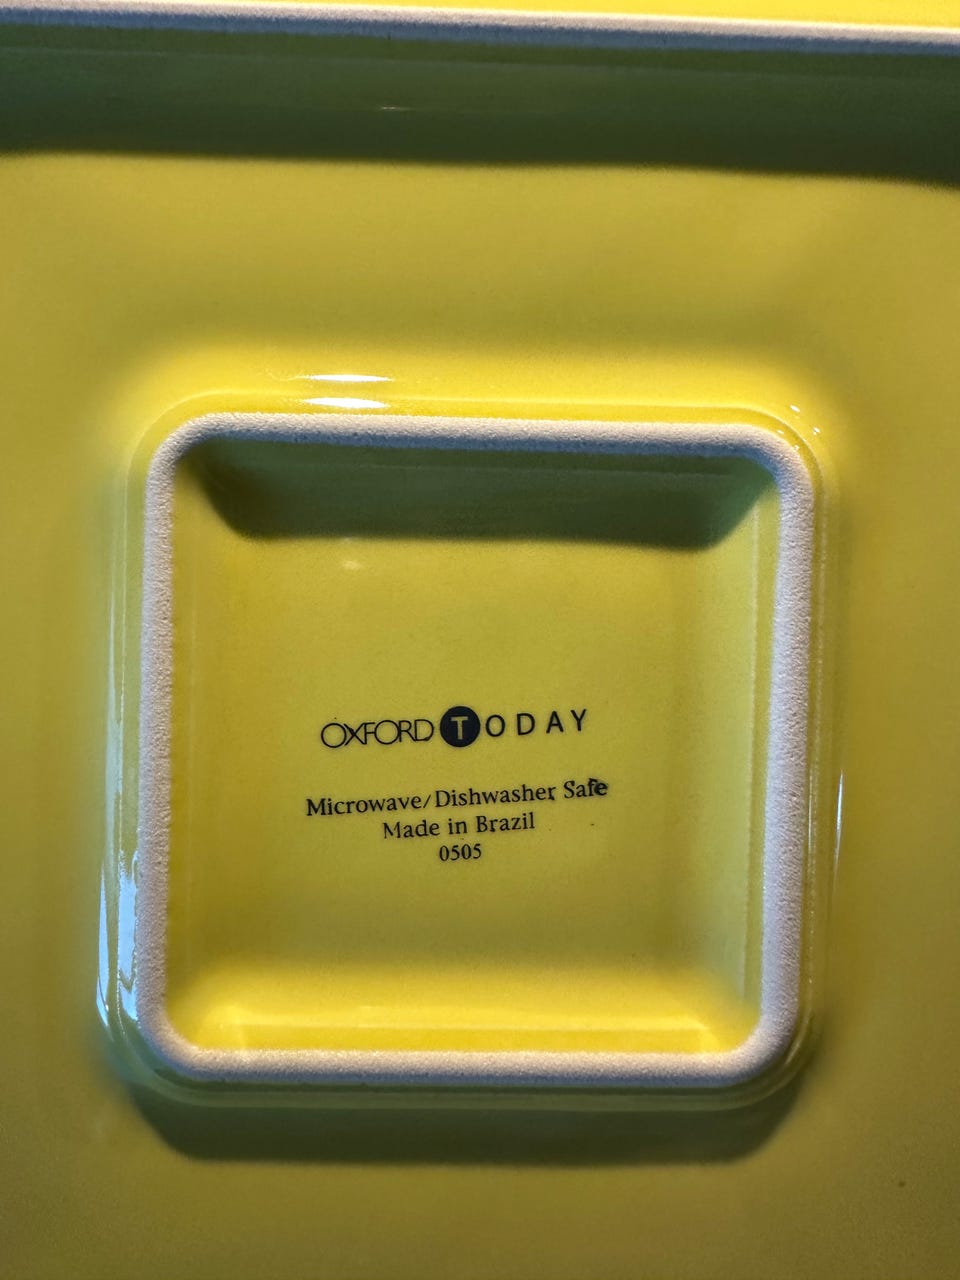 OXFORD TODAY
Microwave/Dishwasher Safe
Made in Brazil
0505